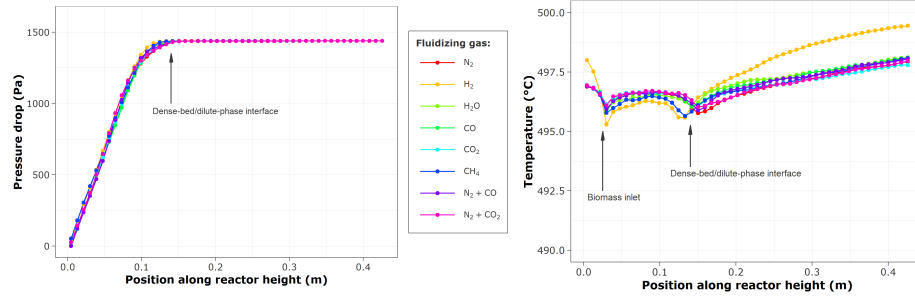 1500
1000
500
0
Pressure drop (Pa)
Dense-bed/dilute-phase interface
0.0 0.1 0.2 0.3 0.4
Position along reactor height (m)
Fluidizing gas:
N₂
H₂
H₂O
CO
CO₂
CH₄
N₂ + CO
N₂ + CO₂
500.0
497.5
495.0
492.5
490.0
Temperature (°C)
Biomass inlet
Dense-bed/dilute-phase interface
0.0 0.1 0.2 0.3 0.4
Position along reactor height (m)